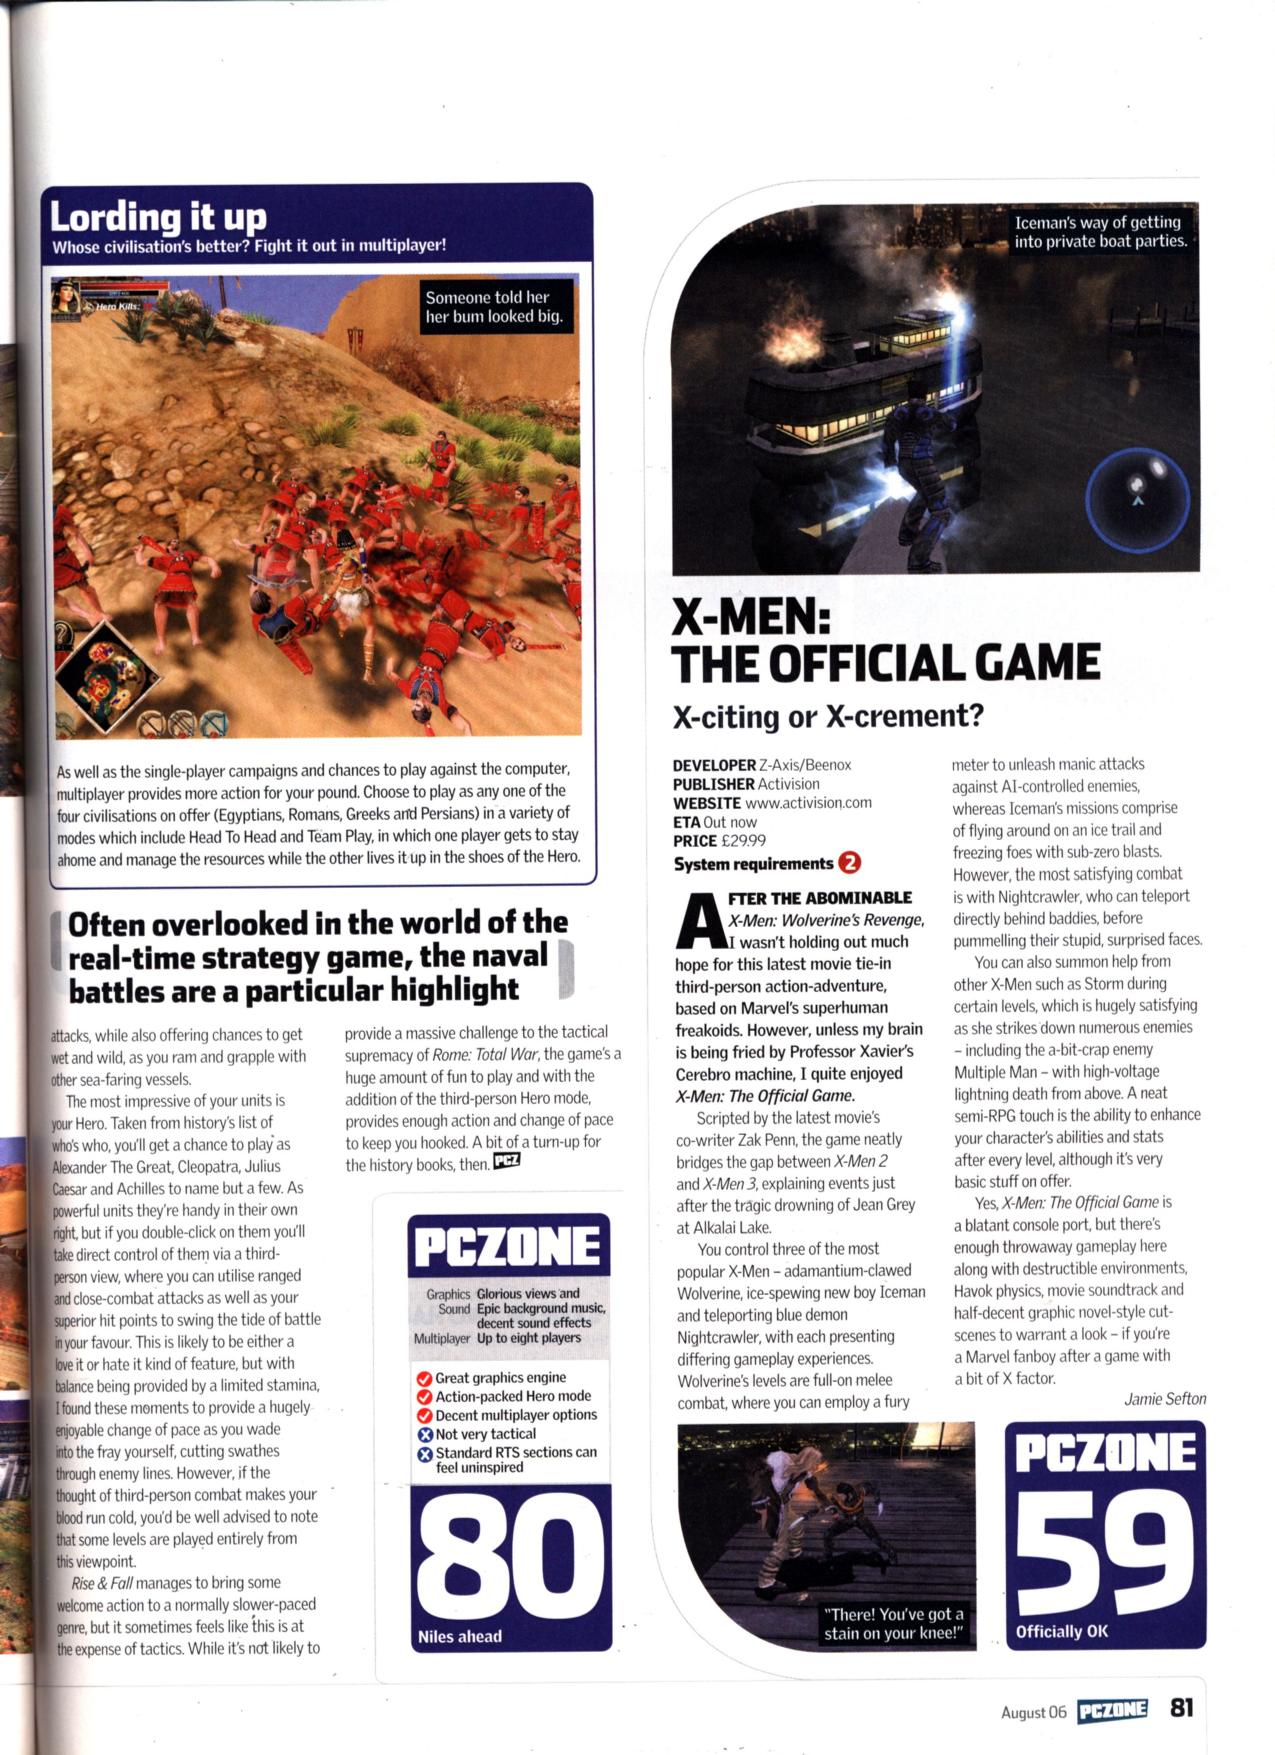 Lording it up
Whose civilisation's better? Fight it out in multiplayer!
Someone told her
her bum looked big.
Hero Kills:
As well as the single-player campaigns and chances to play against the computer,
multiplayer provides more action for your pound. Choose to play as any one of the
four civilisations on offer (Egyptians, Romans, Greeks and Persians) in a variety of
modes which include Head To Head and Team Play, in which one player gets to stay
ahome and manage the resources while the other lives it up in the shoes of the Hero.
Often overlooked in the world of the
real-time strategy game, the naval
battles are a particular highlight
attacks, while also offering chances to get
wet and wild, as you ram and grapple with
other sea-faring vessels.
The most impressive of your units is
your Hero. Taken from history's list of
who's who, you'll get a chance to play as
Alexander The Great, Cleopatra, Julius
Caesar and Achilles to name but a few. As
powerful units they're handy in their own
right, but if you double-click on them you'll
take direct control of them via a third-
person view, where you can utilise ranged
and close-combat attacks as well as your
superior hit points to swing the tide of battle
in your favour. This is likely to be either a
love it or hate it kind of feature, but with
balance being provided by a limited stamina,
I found these moments to provide a hugely
enjoyable change of pace as you wade
into the fray yourself, cutting swathes
through enemy lines. However, if the
thought of third-person combat makes your
blood run cold, you'd be well advised to note
that some levels are played entirely from
this viewpoint.
Rise & Fall manages to bring some
welcome action to a normally slower-paced
genre, but it sometimes feels like this is at
the expense of tactics. While it's not likely to
provide a massive challenge to the tactical
supremacy of Rome: Total War, the game's a
huge amount of fun to play and with the
addition of the third-person Hero mode,
provides enough action and change of pace
to keep you hooked. A bit of a turn-up for
the history books, then. PCZ
PCZONE
Graphics Glorious views and
Sound Epic background music,
decent sound effects
Multiplayer Up to eight players
Great graphics engine
Action-packed Hero mode
Decent multiplayer options
Not very tactical
Standard RTS sections can
feel uninspired
80
Niles ahead
Iceman's way of getting
into private boat parties.
X-MEN:
THE OFFICIAL GAME
X-citing or X-crement?
DEVELOPER Z-Axis/Beenox
PUBLISHER Activision
WEBSITE www.activision.com
ETA Out now
PRICE £29.99
System requirements 2
AFTER THE ABOMINABLE
X-Men: Wolverine's Revenge,
I wasn't holding out much
hope for this latest movie tie-in
third-person action-adventure,
based on Marvel's superhuman
freakoids. However, unless my brain
is being fried by Professor Xavier's
Cerebro machine, I quite enjoyed
X-Men: The Official Game.
Scripted by the latest movie's
co-writer Zak Penn, the game neatly
bridges the gap between X-Men 2
and X-Men 3, explaining events just
after the tragic drowning of Jean Grey
at Alkalai Lake.
You control three of the most
popular X-Men – adamantium-clawed
Wolverine, ice-spewing new boy Iceman
and teleporting blue demon
Nightcrawler, with each presenting
differing gameplay experiences.
Wolverine's levels are full-on melee
combat, where you can employ a fury
meter to unleash manic attacks
against AI-controlled enemies,
whereas Iceman's missions comprise
of flying around on an ice trail and
freezing foes with sub-zero blasts.
However, the most satisfying combat
is with Nightcrawler, who can teleport
directly behind baddies, before
pummelling their stupid, surprised faces.
You can also summon help from
other X-Men such as Storm during
certain levels, which is hugely satisfying
as she strikes down numerous enemies
– including the a-bit-crap enemy
Multiple Man – with high-voltage
lightning death from above. A neat
semi-RPG touch is the ability to enhance
your character's abilities and stats
after every level, although it's very
basic stuff on offer.
Yes, X-Men: The Official Game is
a blatant console port, but there's
enough throwaway gameplay here
along with destructible environments,
Havok physics, movie soundtrack and
half-decent graphic novel-style cut-
scenes to warrant a look – if you're
a Marvel fanboy after a game with
a bit of X factor.
Jamie Sefton
"There! You've got a
stain on your knee!"
PCZONE
59
Officially OK
August 06 PCZONE 81